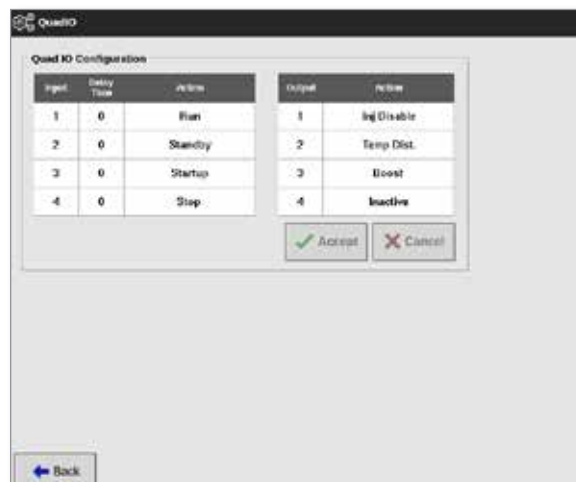 QuadIO
Quad IO Configuration
Input Delay Time Action
1 0 Run
2 0 Standby
3 0 Startup
4 0 Stop
Output Action
1 Inj Disable
2 Temp Dist.
3 Boost
4 Inactive
Accept Cancel
Back